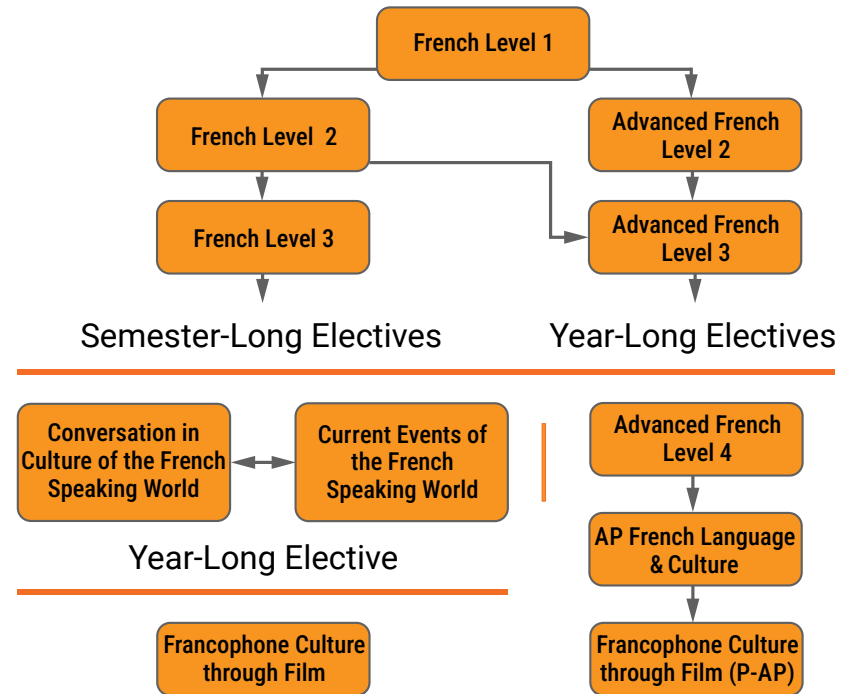 French Level 1
French Level 2
Advanced French
Level 2
French Level 3
Advanced French
Level 3
Semester-Long Electives
Year-Long Electives
Conversation in
Culture of the French
Speaking World
Current Events of
the French
Speaking World
Advanced French
Level 4
Year-Long Elective
AP French Language
& Culture
Francophone Culture
through Film
Francophone Culture
through Film (P-AP)